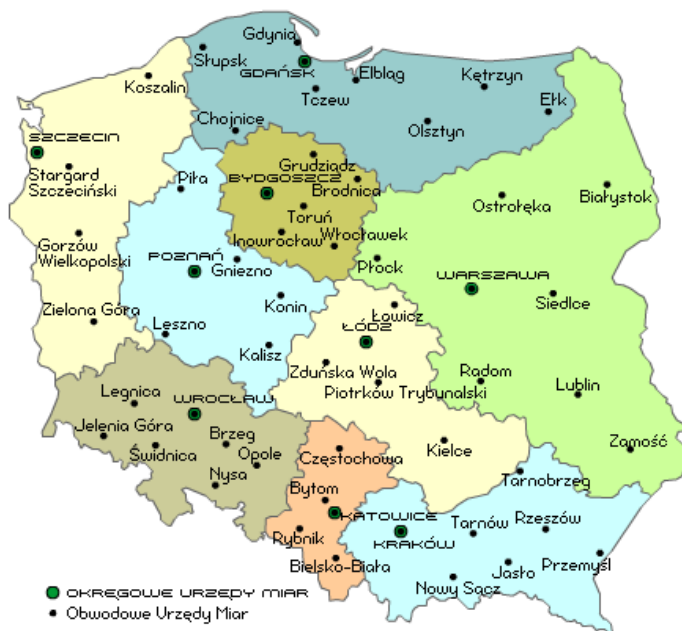 Gdynia
Słupsk
GDAŃSK
Elbląg
Kętrzyn
Koszalin
Tczew
Ełk
Chojnice
Olsztyn
SZCZECIN
Stargard
Szczeciński
Grudziądz
Piła
BYDGOSZCZ
Brodnica
Białystok
Ostrołęka
Toruń
Gorzów
Wielkopolski
Inowrocław
Włocławek
POZNAŃ
Gniezno
Płock
WARSZAWA
Konin
Siedlce
Zielona Góra
Łowicz
Leszno
ŁÓDŹ
Kalisz
Zduńska Wola
Radom
Legnica
Piotrków Trybunalski
Lublin
WROCŁAW
Jelenia Góra
Brzeg
Kielce
Zamość
Świdnica
Opole
Częstochowa
Nysa
Tarnobrzeg
Bytom
KATOWICE
Rybnik
KRAKÓW
Tarnów
Rzeszów
Bielsko-Biała
Jasło
Przemyśl
Nowy Sącz
OKRĘGOWE URZĘDY MIAR
Obwodowe Urzędy Miar